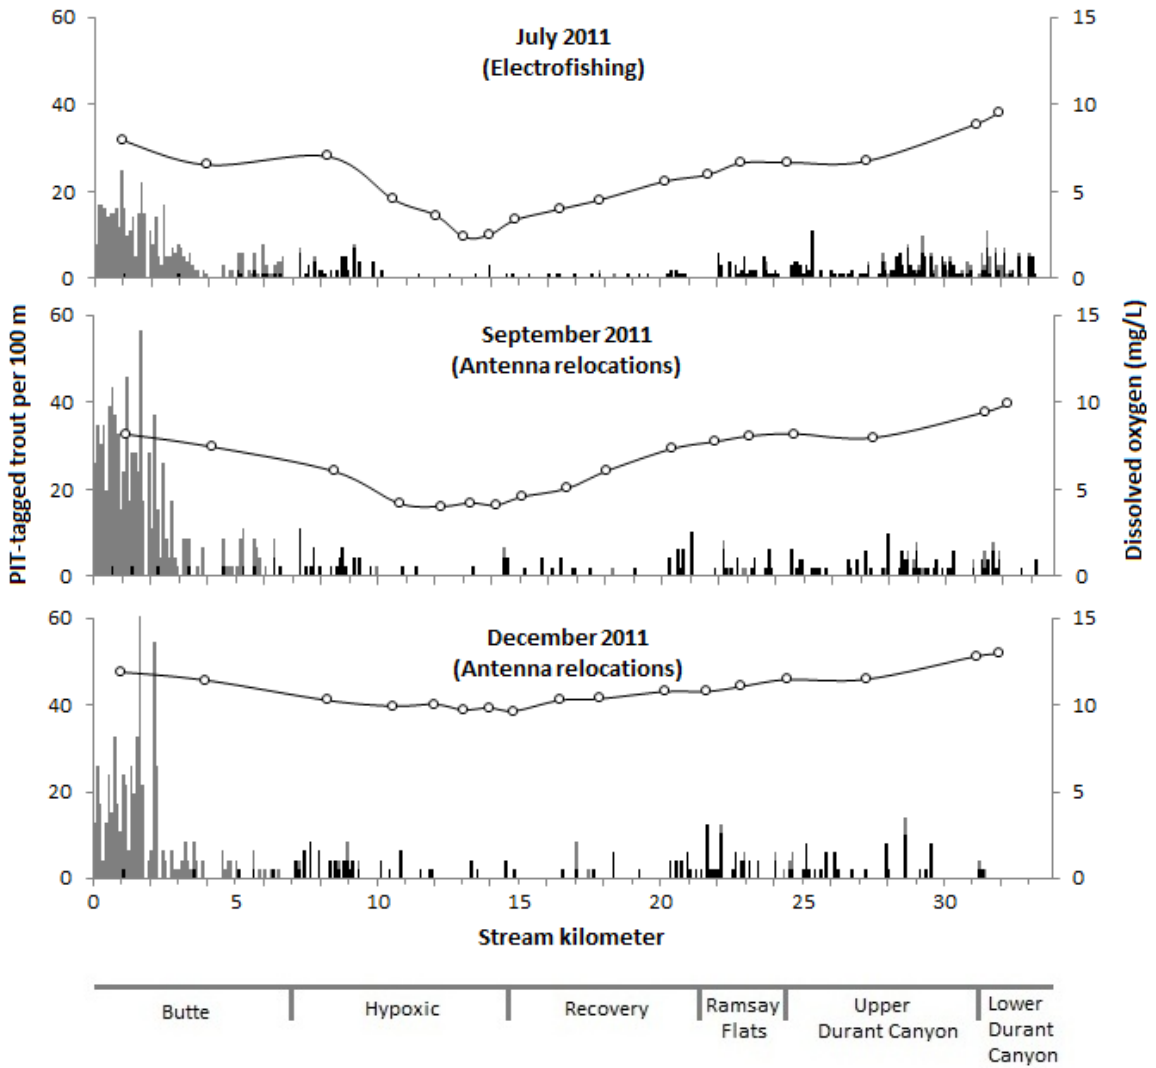 60
40
20
0
July 2011
(Electrofishing)
15
10
5
0
60
40
20
0
September 2011
(Antenna relocations)
15
10
5
0
60
40
20
0
December 2011
(Antenna relocations)
15
10
5
0
PIT-tagged trout per 100 m
Dissolved oxygen (mg/L)
0 5 10 15 20 25 30
Stream kilometer
Butte
Hypoxic
Recovery
Ramsay
Flats
Upper
Durant Canyon
Lower
Durant
Canyon